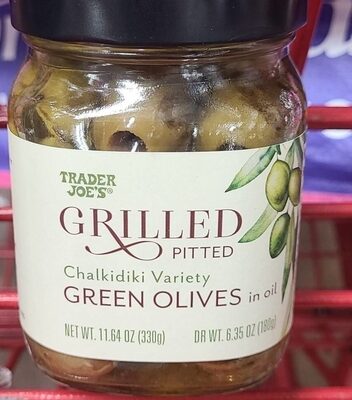 TRADER
JOE'S®
GRILLED
PITTED
Chalkidiki Variety
GREEN OLIVES in oil
NET WT. 11.64 OZ (330g) DR WT. 6.35 OZ (180g)